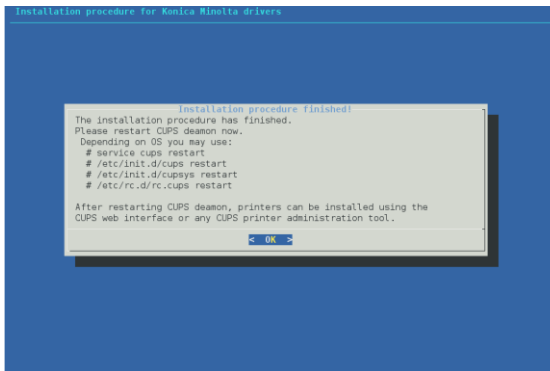 Installation procedure for Konica Minolta drivers
Installation procedure finished!
The installation procedure has finished.
Please restart CUPS deamon now.
Depending on OS you may use:
# service cups restart
# /etc/init.d/cups restart
# /etc/init.d/cupsys restart
# /etc/rc.d/rc.cups restart
After restarting CUPS deamon, printers can be installed using the
CUPS web interface or any CUPS printer administration tool.
< OK >